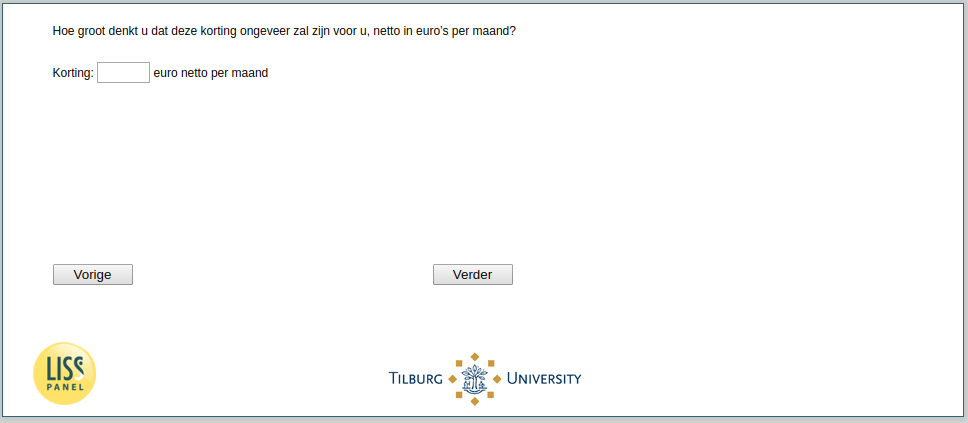 Hoe groot denkt u dat deze korting ongeveer zal zijn voor u, netto in euro's per maand?
Korting: euro netto per maand
Vorige Verder
LISS
PANEL
TILBURG UNIVERSITY